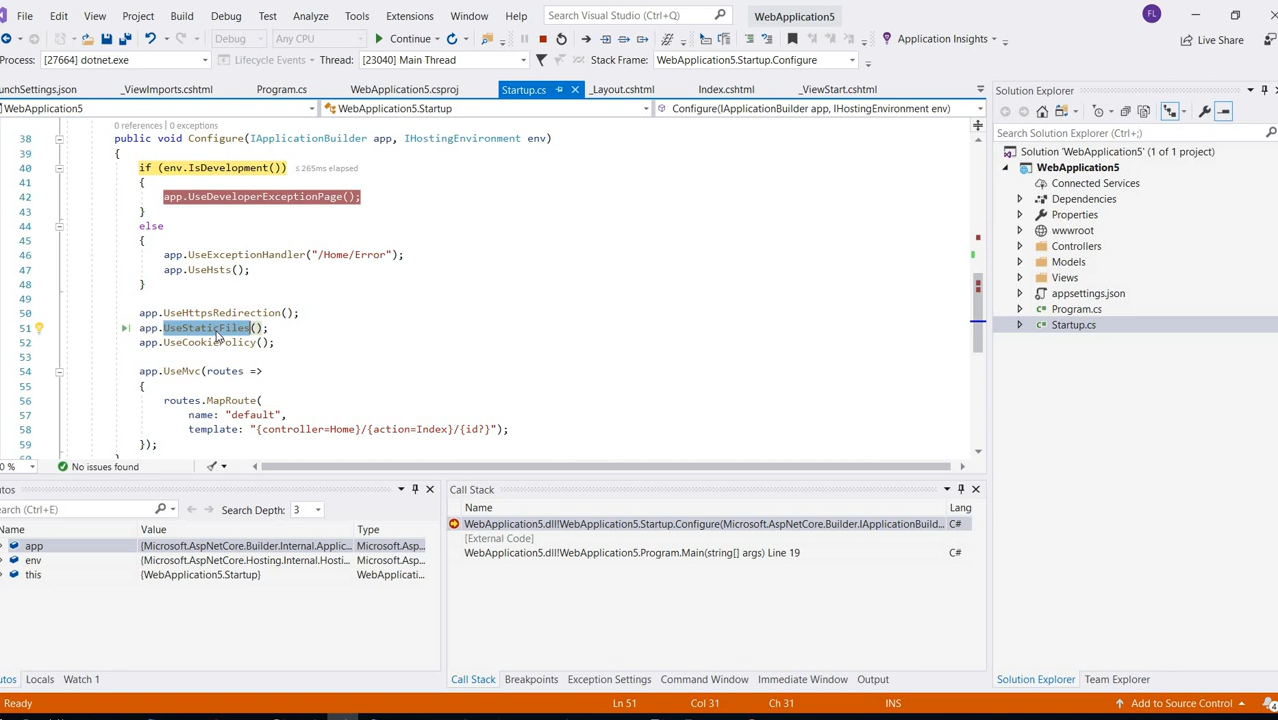 File Edit View Project Build Debug Test Analyze Tools Extensions Window Help Search Visual Studio (Ctrl+Q) WebApplication5 FL
Debug Any CPU Continue Application Insights Live Share
Process: [27664] dotnet.exe Lifecycle Events Thread: [23040] Main Thread Stack Frame: WebApplication5.Startup.Configure
unchSettings.json _ViewImports.cshtml Program.cs WebApplication5.csproj Startup.cs _Layout.cshtml Index.cshtml _ViewStart.cshtml
WebApplication5 WebApplication5.Startup Configure(IApplicationBuilder app, IHostingEnvironment env)
0 references | 0 exceptions
38 public void Configure(IApplicationBuilder app, IHostingEnvironment env)
39 {
40 if (env.IsDevelopment()) ≤ 265ms elapsed
41 {
42 app.UseDeveloperExceptionPage();
43 }
44 else
45 {
46 app.UseExceptionHandler("/Home/Error");
47 app.UseHsts();
48 }
49
50 app.UseHttpsRedirection();
51 app.UseStaticFiles();
52 app.UseCookiePolicy();
53
54 app.UseMvc(routes =>
55 {
56 routes.MapRoute(
57 name: "default",
58 template: "{controller=Home}/{action=Index}/{id?}");
59 });
60 }
0 % No issues found
Solution Explorer
Search Solution Explorer (Ctrl+;)
Solution 'WebApplication5' (1 of 1 project)
WebApplication5
Connected Services
Dependencies
Properties
wwwroot
Controllers
Models
Views
appsettings.json
Program.cs
Startup.cs
Solution Explorer Team Explorer
utos
earch (Ctrl+E) Search Depth: 3
Name Value Type
app {Microsoft.AspNetCore.Builder.Internal.Applic... Microsoft.Asp...
env {Microsoft.AspNetCore.Hosting.Internal.Hosti... Microsoft.Asp...
this {WebApplication5.Startup} WebApplicati...
utos Locals Watch 1
Call Stack
Name Lang
WebApplication5.dll!WebApplication5.Startup.Configure(Microsoft.AspNetCore.Builder.IApplicationBuild... C#
[External Code]
WebApplication5.dll!WebApplication5.Program.Main(string[] args) Line 19 C#
Call Stack Breakpoints Exception Settings Command Window Immediate Window Output
Ready Ln 51 Col 31 Ch 31 INS Add to Source Control 4